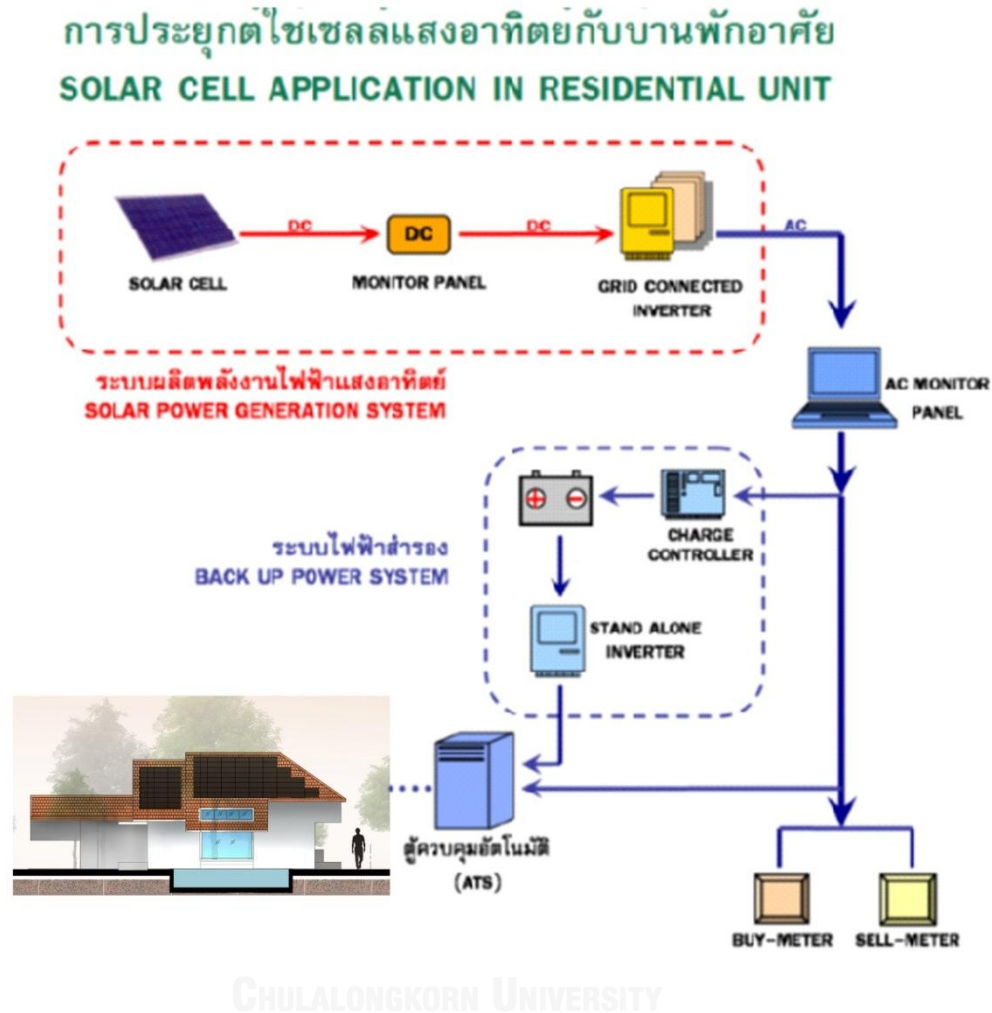 การประยุกต์ใช้เซลล์แสงอาทิตย์กับบ้านพักอาศัย
SOLAR CELL APPLICATION IN RESIDENTIAL UNIT
DC
DC
DC
AC
SOLAR CELL
MONITOR PANEL
GRID CONNECTED
INVERTER
ระบบผลิตพลังงานไฟฟ้าแสงอาทิตย์
SOLAR POWER GENERATION SYSTEM
AC MONITOR
PANEL
CHARGE
CONTROLLER
ระบบไฟฟ้าสำรอง
BACK UP POWER SYSTEM
STAND ALONE
INVERTER
ตู้ควบคุมอัตโนมัติ
(ATS)
BUY-METER
SELL-METER
CHULALONGKORN UNIVERSITY